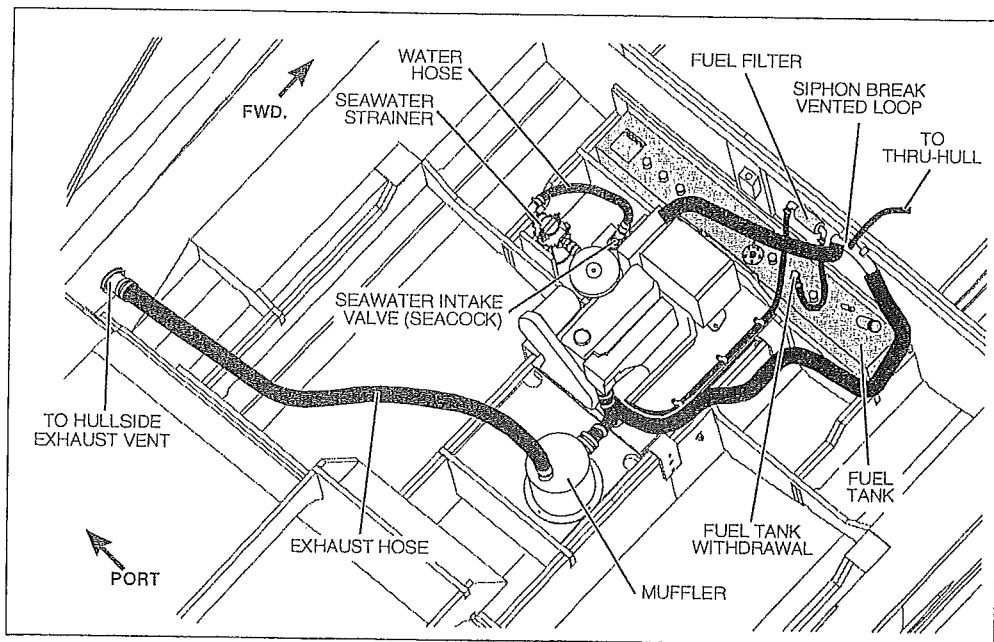 WATER
HOSE
FUEL FILTER
SIPHON BREAK
VENTED LOOP
FWD.
SEAWATER
STRAINER
TO
THRU-HULL
SEAWATER INTAKE
VALVE (SEACOCK)
TO HULLSIDE
EXHAUST VENT
FUEL
TANK
EXHAUST HOSE
FUEL TANK
WITHDRAWAL
PORT
MUFFLER